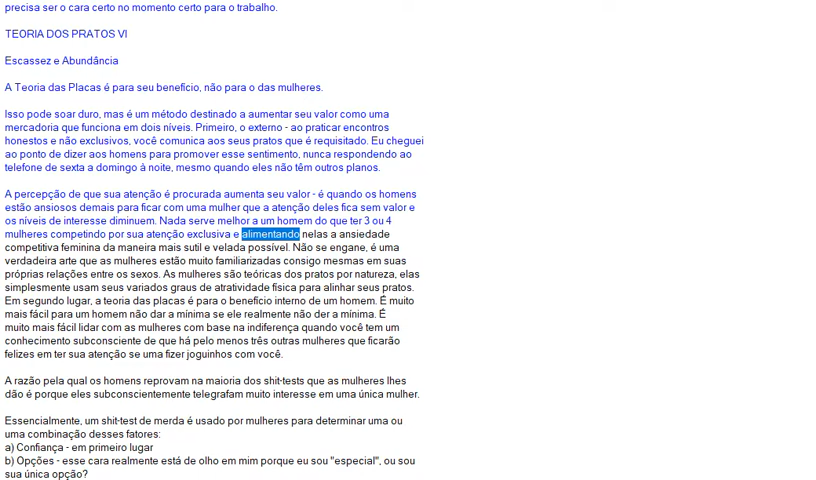 precisa ser o cara certo no momento certo para o trabalho.
TEORIA DOS PRATOS VI
Escassez e Abundância
A Teoria das Placas é para seu benefício, não para o das mulheres.
Isso pode soar duro, mas é um método destinado a aumentar seu valor como uma
mercadoria que funciona em dois níveis. Primeiro, o externo - ao praticar encontros
honestos e não exclusivos, você comunica aos seus pratos que é requisitado. Eu cheguei
ao ponto de dizer aos homens para promover esse sentimento, nunca respondendo ao
telefone de sexta a domingo à noite, mesmo quando eles não têm outros planos.
A percepção de que sua atenção é procurada aumenta seu valor - é quando os homens
estão ansiosos demais para ficar com uma mulher que a atenção deles fica sem valor e
os níveis de interesse diminuem. Nada serve melhor a um homem do que ter 3 ou 4
mulheres competindo por sua atenção exclusiva e alimentando nelas a ansiedade
competitiva feminina da maneira mais sutil e velada possível. Não se engane, é uma
verdadeira arte que as mulheres estão muito familiarizadas consigo mesmas em suas
próprias relações entre os sexos. As mulheres são teóricas dos pratos por natureza, elas
simplesmente usam seus variados graus de atratividade física para alinhar seus pratos.
Em segundo lugar, a teoria das placas é para o benefício interno de um homem. É muito
mais fácil para um homem não dar a mínima se ele realmente não der a mínima. É
muito mais fácil lidar com as mulheres com base na indiferença quando você tem um
conhecimento subconsciente de que há pelo menos três outras mulheres que ficarão
felizes em ter sua atenção se uma fizer joguinhos com você.
A razão pela qual os homens reprovam na maioria dos shit-tests que as mulheres lhes
dão é porque eles subconscientemente telegrafam muito interesse em uma única mulher.
Essencialmente, um shit-test de merda é usado por mulheres para determinar uma ou
uma combinação desses fatores:
a) Confiança - em primeiro lugar
b) Opções - esse cara realmente está de olho em mim porque eu sou "especial", ou sou
sua única opção?